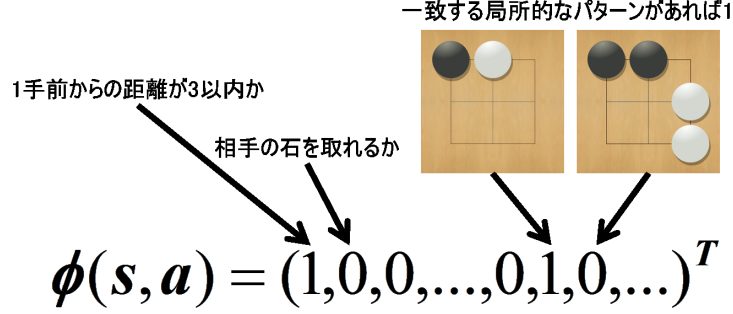 一致する局所的なパターンがあれば1
1手前からの距離が3以内か
相手の石を取れるか
ϕ(s,a) = (1,0,0,...,0,1,0,...)^T